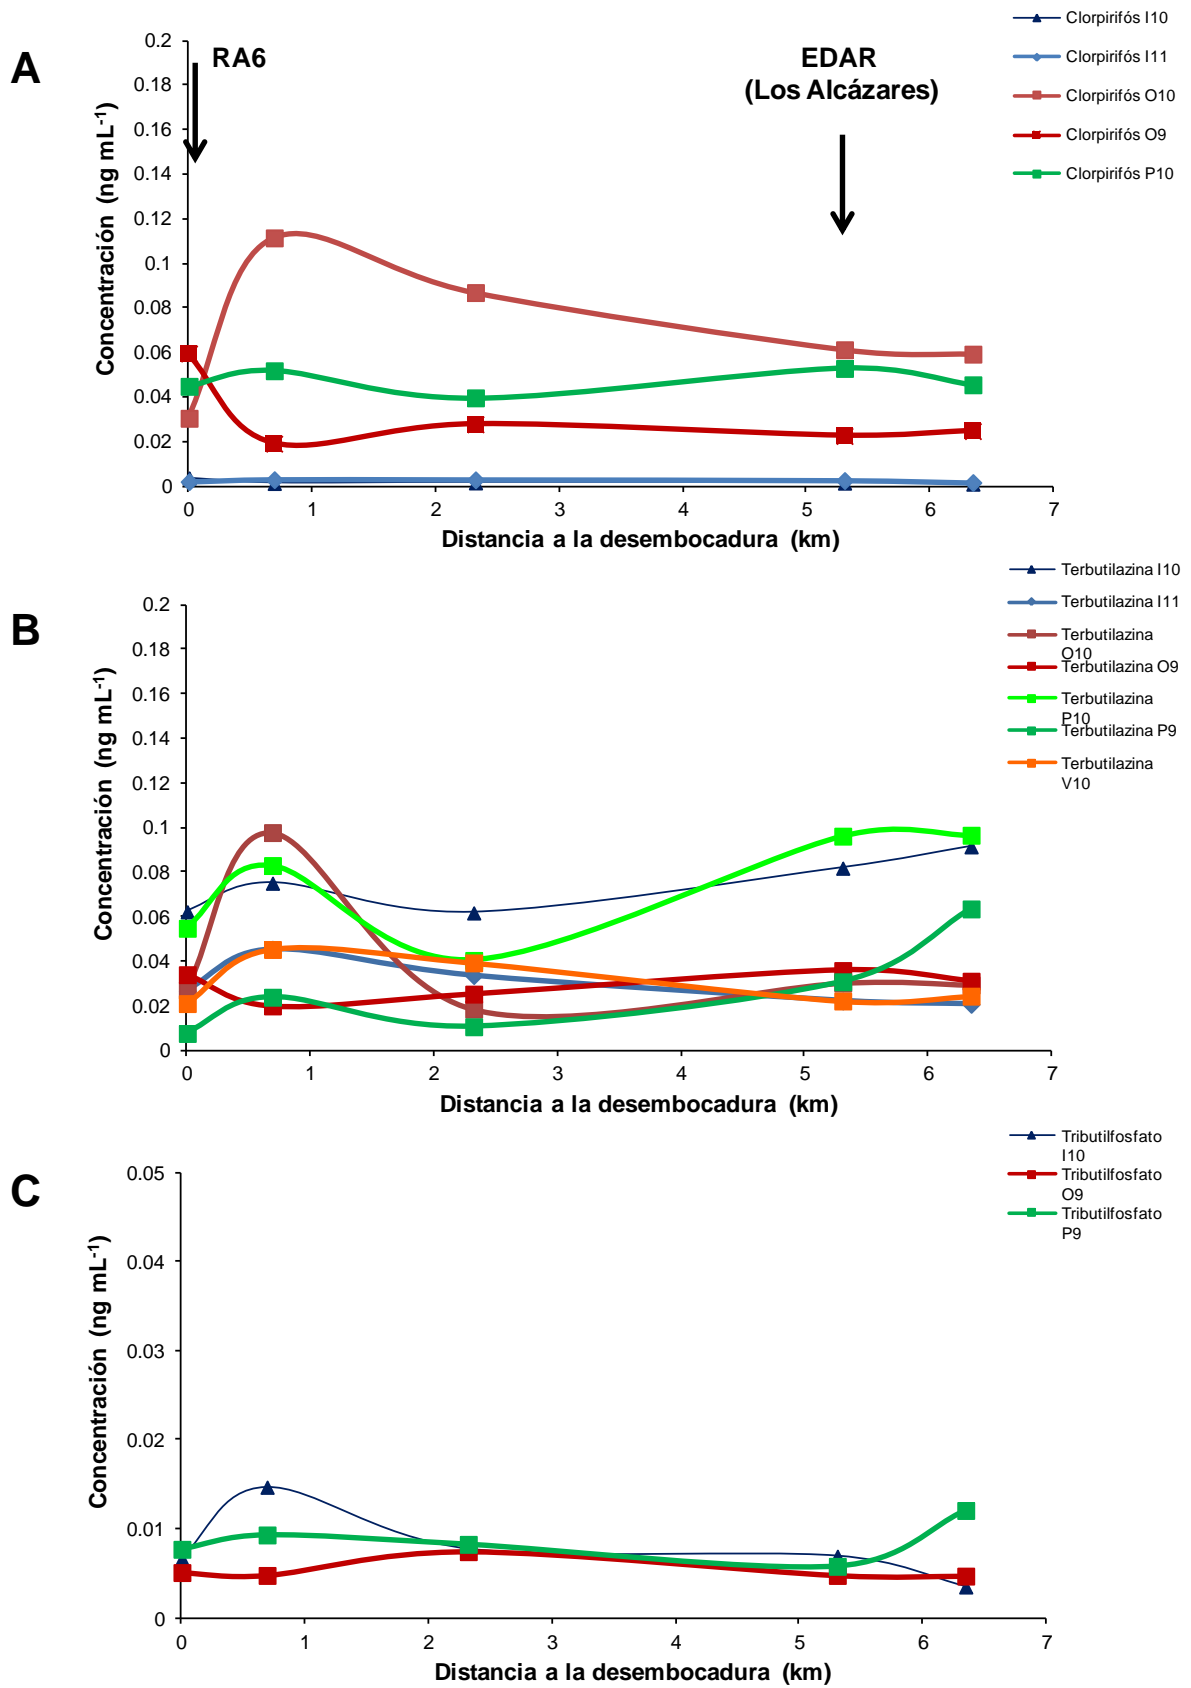 A
RA6
EDAR
(Los Alcázares)
Clorpirifós I10
Clorpirifós I11
Clorpirifós O10
Clorpirifós O9
Clorpirifós P10
Concentración (ng mL⁻¹)
0.2
0.18
0.16
0.14
0.12
0.1
0.08
0.06
0.04
0.02
0
0 1 2 3 4 5 6 7
Distancia a la desembocadura (km)
B
Terbutilazina I10
Terbutilazina I11
Terbutilazina
O10
Terbutilazina O9
Terbutilazina
P10
Terbutilazina P9
Terbutilazina
V10
Concentración (ng mL⁻¹)
0.2
0.18
0.16
0.14
0.12
0.1
0.08
0.06
0.04
0.02
0
0 1 2 3 4 5 6 7
Distancia a la desembocadura (km)
C
Tributilfosfato
I10
Tributilfosfato
O9
Tributilfosfato
P9
Concentración (ng mL⁻¹)
0.05
0.04
0.03
0.02
0.01
0
0 1 2 3 4 5 6 7
Distancia a la desembocadura (km)